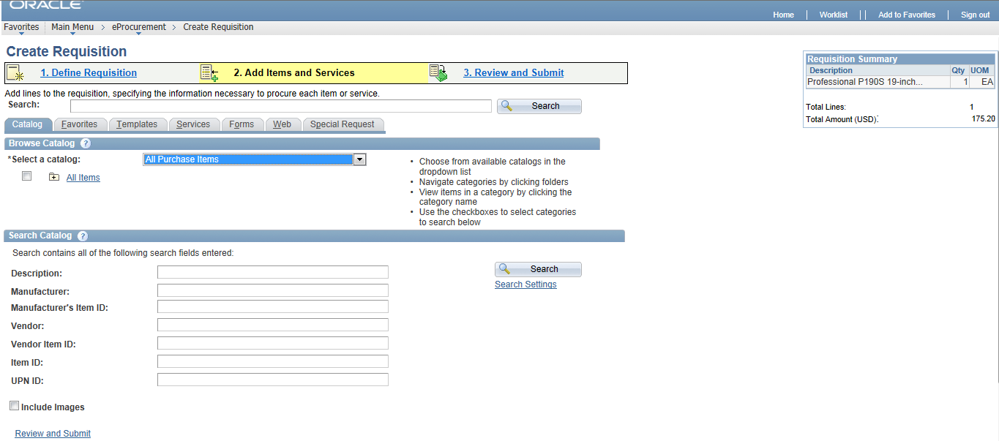 ORACLE
Home Worklist Add to Favorites Sign out
Favorites Main Menu > eProcurement > Create Requisition
Create Requisition
1. Define Requisition 2. Add Items and Services 3. Review and Submit
Add lines to the requisition, specifying the information necessary to procure each item or service.
Search: Search
Catalog Favorites Templates Services Forms Web Special Request
Browse Catalog ?
*Select a catalog: All Purchase Items
All Items
• Choose from available catalogs in the
dropdown list
• Navigate categories by clicking folders
• View items in a category by clicking the
category name
• Use the checkboxes to select categories
to search below
Search Catalog ?
Search contains all of the following search fields entered:
Description: Search
Search Settings
Manufacturer:
Manufacturer's Item ID:
Vendor:
Vendor Item ID:
Item ID:
UPN ID:
Include Images
Review and Submit
Requisition Summary
Description Qty UOM
Professional P190S 19-inch... 1 EA
Total Lines: 1
Total Amount (USD): 175.20